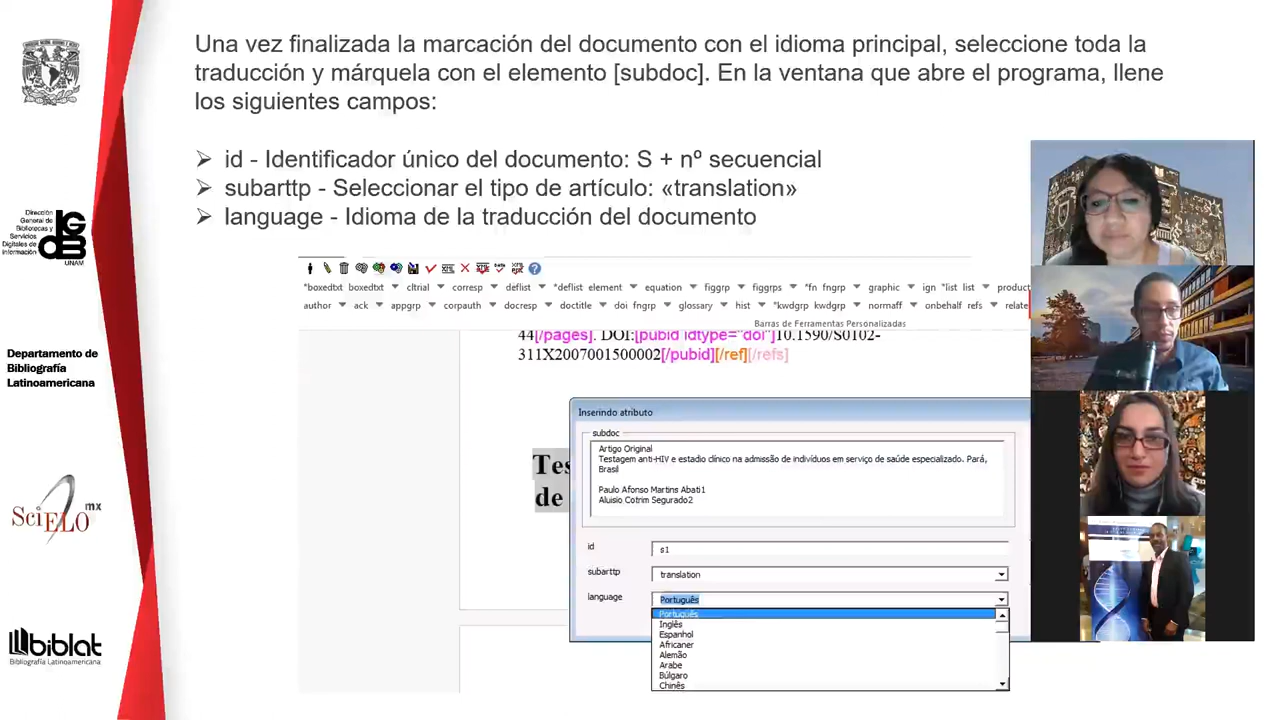 Una vez finalizada la marcación del documento con el idioma principal, seleccione toda la
traducción y márquela con el elemento [subdoc]. En la ventana que abre el programa, llene
los siguientes campos:
➢ id - Identificador único del documento: S + nº secuencial
➢ subarttp - Seleccionar el tipo de artículo: «translation»
➢ language - Idioma de la traducción del documento
Dirección
General de
Bibliotecas y
Servicios
Digitales de
Información
UNAM
Departamento de
Bibliografía
Latinoamericana
SciELO mx
biblat
Bibliografía Latinoamericana
*boxedtxt boxedtxt cltrial corresp deflist *deflist element equation figgrp figgrps *fn fngrp graphic ign *list list product
author ack appgrp corpauth docresp doctitle doi fngrp glossary hist *kwdgrp kwdgrp normaff onbehalf refs relate
Barras de Ferramentas Personalizadas
44[/pages]. DOI:[pubid idtype="doi"]10.1590/S0102-
311X2007001500002[/pubid][/ref][/refs]
Tes
de
Inserindo atributo
subdoc
Artigo Original
Testagem anti-HIV e estadio clínico na admissão de indivíduos em serviço de saúde especializado. Pará,
Brasil
Paulo Afonso Martins Abati1
Aluisio Cotrim Segurado2
id s1
subarttp translation
language Português
Português
Inglês
Espanhol
Africaner
Alemão
Arabe
Búlgaro
Chinês